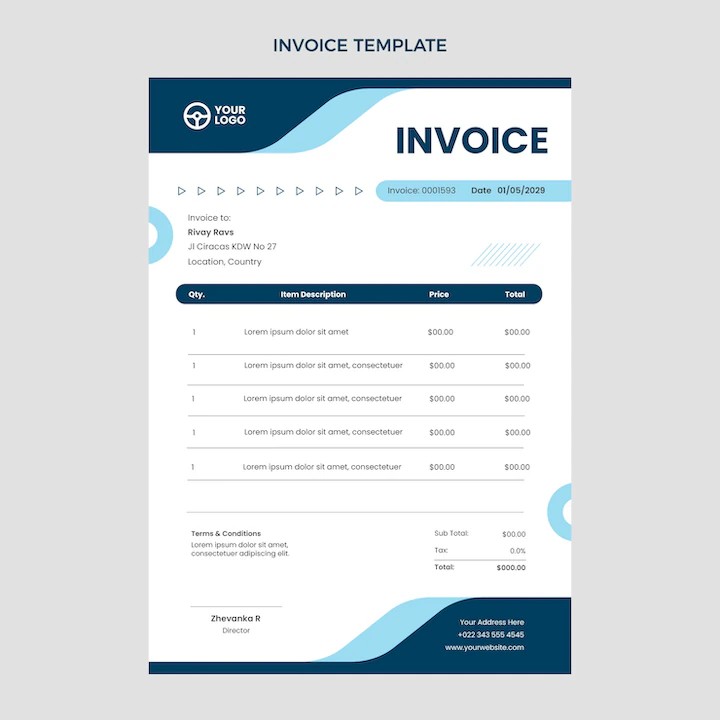 INVOICE TEMPLATE
YOUR
LOGO
INVOICE
Invoice: 0001593 Date 01/05/2029
Invoice to:
Rivay Ravs
Jl Ciracas KDW No 27
Location, Country
Qty. Item Description Price Total
1 Lorem ipsum dolor sit amet $00.00 $00.00
1 Lorem ipsum dolor sit amet, consectetuer $00.00 $00.00
1 Lorem ipsum dolor sit amet, consectetuer $00.00 $00.00
1 Lorem ipsum dolor sit amet, consectetuer $00.00 $00.00
1 Lorem ipsum dolor sit amet, consectetuer $00.00 $00.00
Terms & Conditions
Lorem ipsum dolor sit amet,
consectetuer adipiscing elit.
Sub Total: $00.00
Tax: 0.0%
Total: $000.00
Zhevanka R
Director
Your Address Here
+022 343 555 4545
www.yourwebsite.com